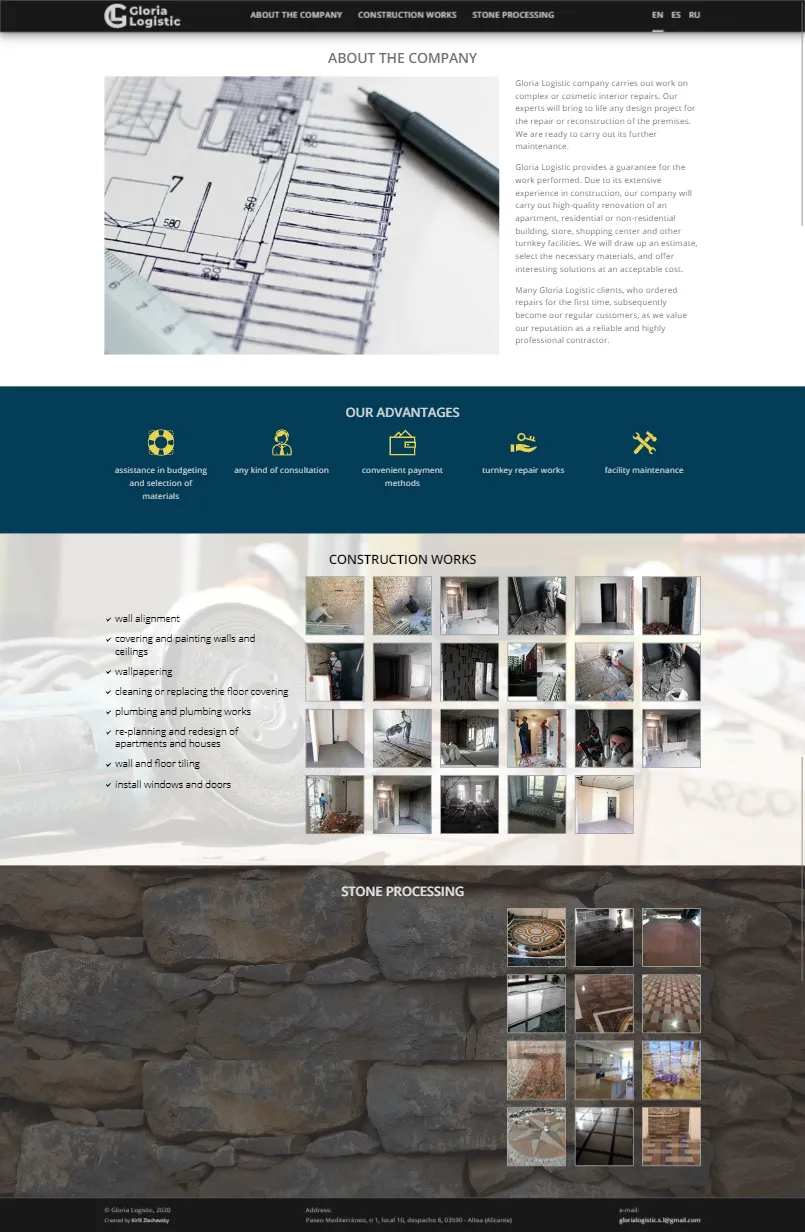 Gloria
Logistic
ABOUT THE COMPANY CONSTRUCTION WORKS STONE PROCESSING
EN ES RU
ABOUT THE COMPANY
7
580
350
Gloria Logistic company carries out work on
complex or cosmetic interior repairs. Our
experts will bring to life any design project for
the repair or reconstruction of the premises.
We are ready to carry out its further
maintenance.
Gloria Logistic provides a guarantee for the
work performed. Due to its extensive
experience in construction, our company will
carry out high-quality renovation of an
apartment, residential or non-residential
building, store, shopping center and other
turnkey facilities. We will draw up an estimate,
select the necessary materials, and offer
interesting solutions at an acceptable cost.
Many Gloria Logistic clients, who ordered
repairs for the first time, subsequently
become our regular customers, as we value
our reputation as a reliable and highly
professional contractor.
OUR ADVANTAGES
assistance in budgeting
and selection of
materials
any kind of consultation
convenient payment
methods
turnkey repair works
facility maintenance
CONSTRUCTION WORKS
wall alignment
covering and painting walls and
ceilings
wallpapering
cleaning or replacing the floor covering
plumbing and plumbing works
re-planning and redesign of
apartments and houses
wall and floor tiling
install windows and doors
STONE PROCESSING
© Gloria Logistic, 2020
Created by Kirill Zlachevsky
Address:
Paseo Mediterráneo, n 1, local 10, despacho 6, 03590 - Altea (Alicante)
e-mail:
glorialogistic.s.l@gmail.com